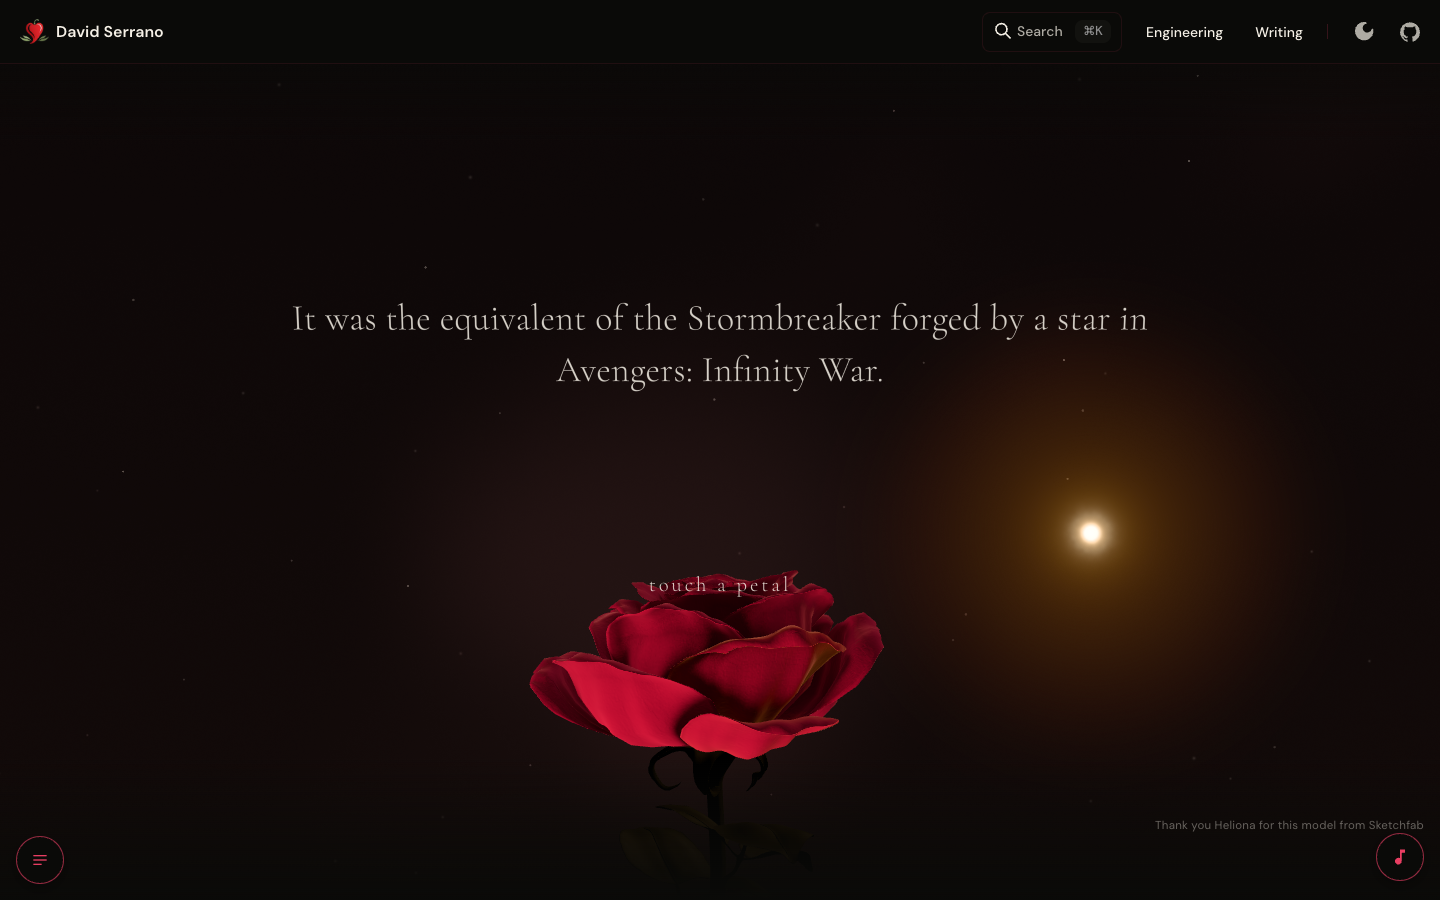 David Serrano
Search ⌘K
Engineering
Writing
It was the equivalent of the Stormbreaker forged by a star in
Avengers: Infinity War.
touch a petal
Thank you Heliona for this model from Sketchfab